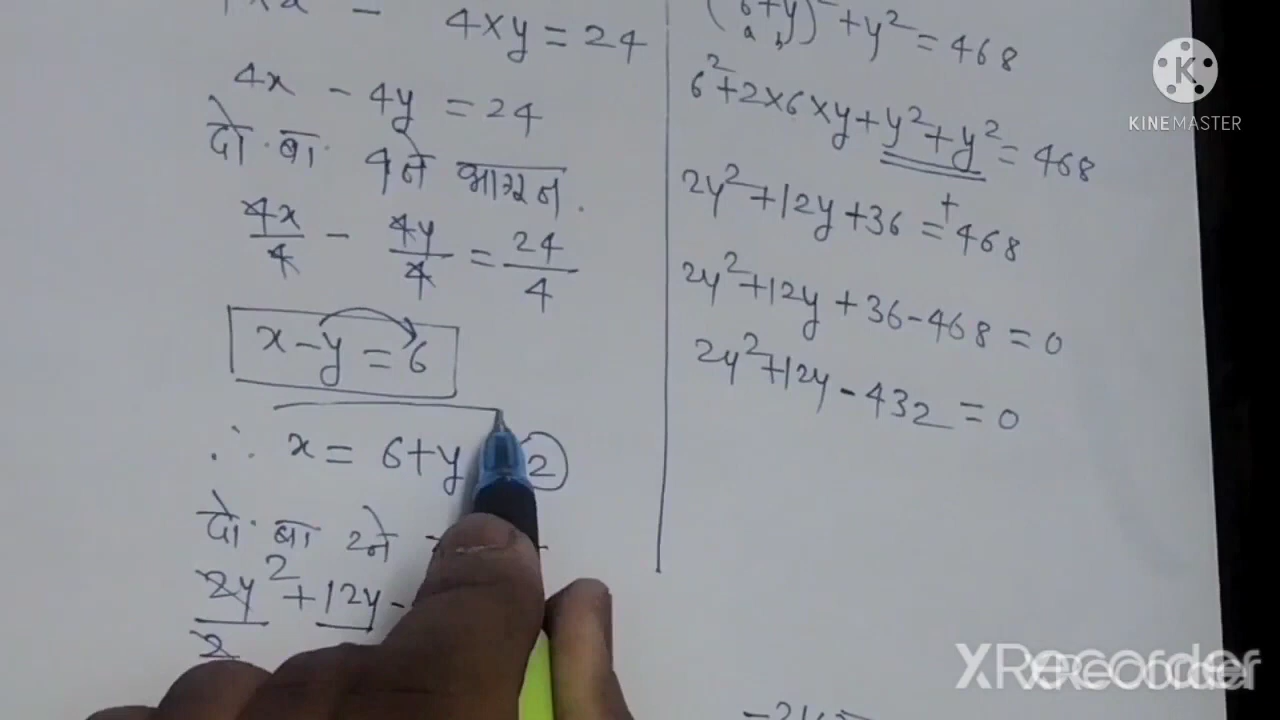 4xy = 24
4x - 4y = 24
दो. बा. 4ने भागून.
4x/4 - 4y/4 = 24/4
x-y = 6
∴ x = 6+y 2
दो. बा 2ने
2y²/2 + 12y -
(6+y)² + y² = 468
a b
6² + 2×6×y + y² + y² = 468
2y² + 12y + 36 = 468
2y² + 12y + 36 - 468 = 0
2y² + 12y - 432 = 0
K
KINEMASTER
XRecorder